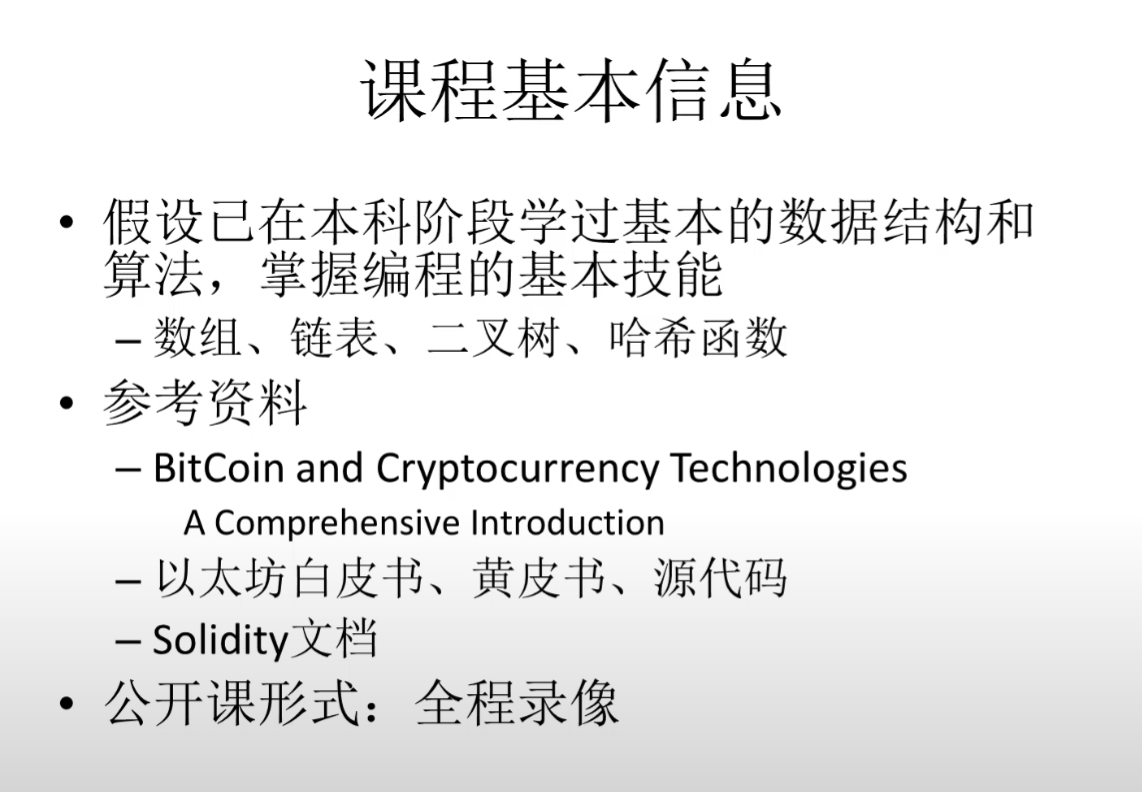 课程基本信息
• 假设已在本科阶段学过基本的数据结构和
算法，掌握编程的基本技能
– 数组、链表、二叉树、哈希函数
• 参考资料
– BitCoin and Cryptocurrency Technologies
A Comprehensive Introduction
– 以太坊白皮书、黄皮书、源代码
– Solidity文档
• 公开课形式：全程录像